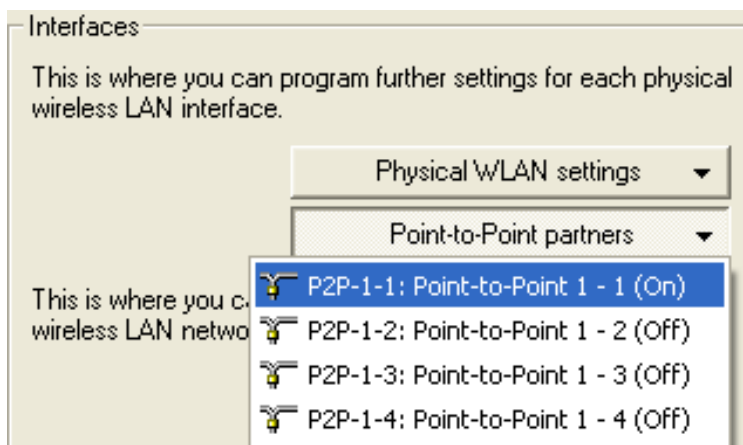 Interfaces
This is where you can program further settings for each physical
wireless LAN interface.
Physical WLAN settings
Point-to-Point partners
P2P-1-1: Point-to-Point 1 - 1 (On)
This is where you c
P2P-1-2: Point-to-Point 1 - 2 (Off)
wireless LAN netwo
P2P-1-3: Point-to-Point 1 - 3 (Off)
P2P-1-4: Point-to-Point 1 - 4 (Off)